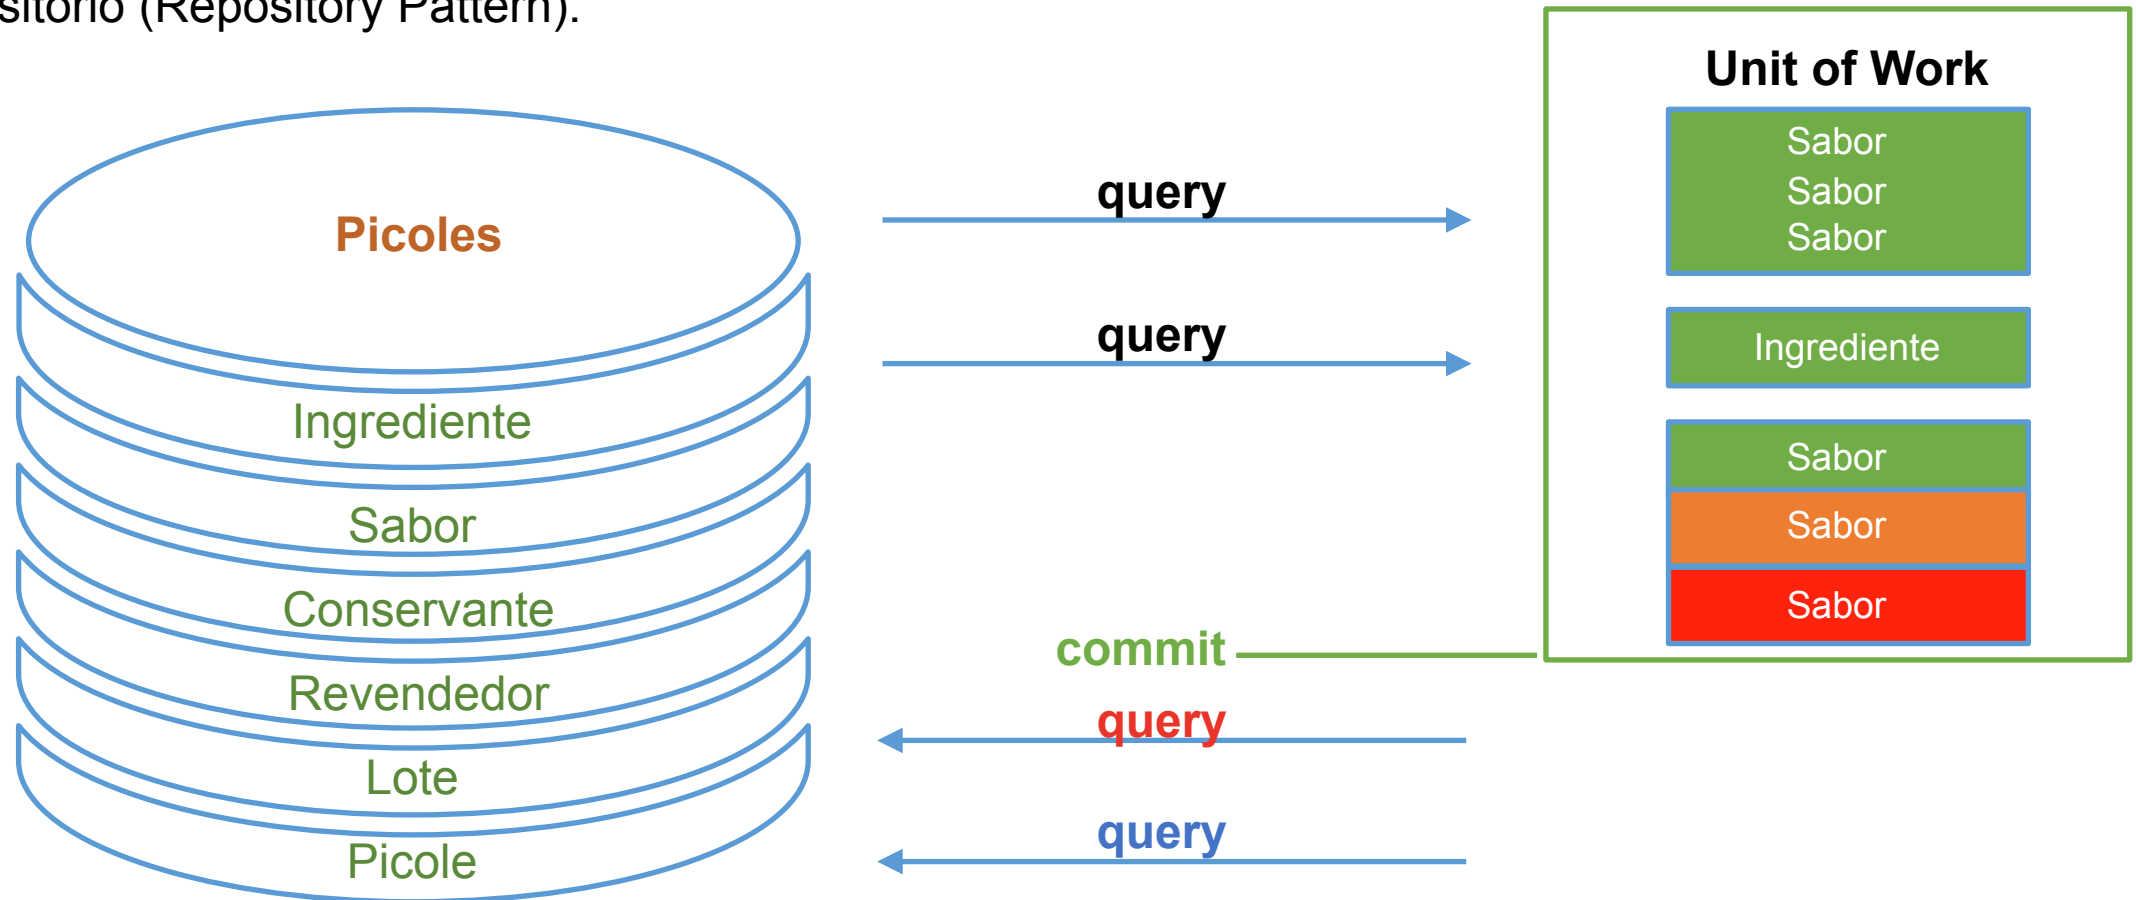 (Repository Pattern).
Picoles
Ingrediente
Sabor
Conservante
Revendedor
Lote
Picole
query
query
commit
query
query
Unit of Work
Sabor
Sabor
Sabor
Ingrediente
Sabor
Sabor
Sabor